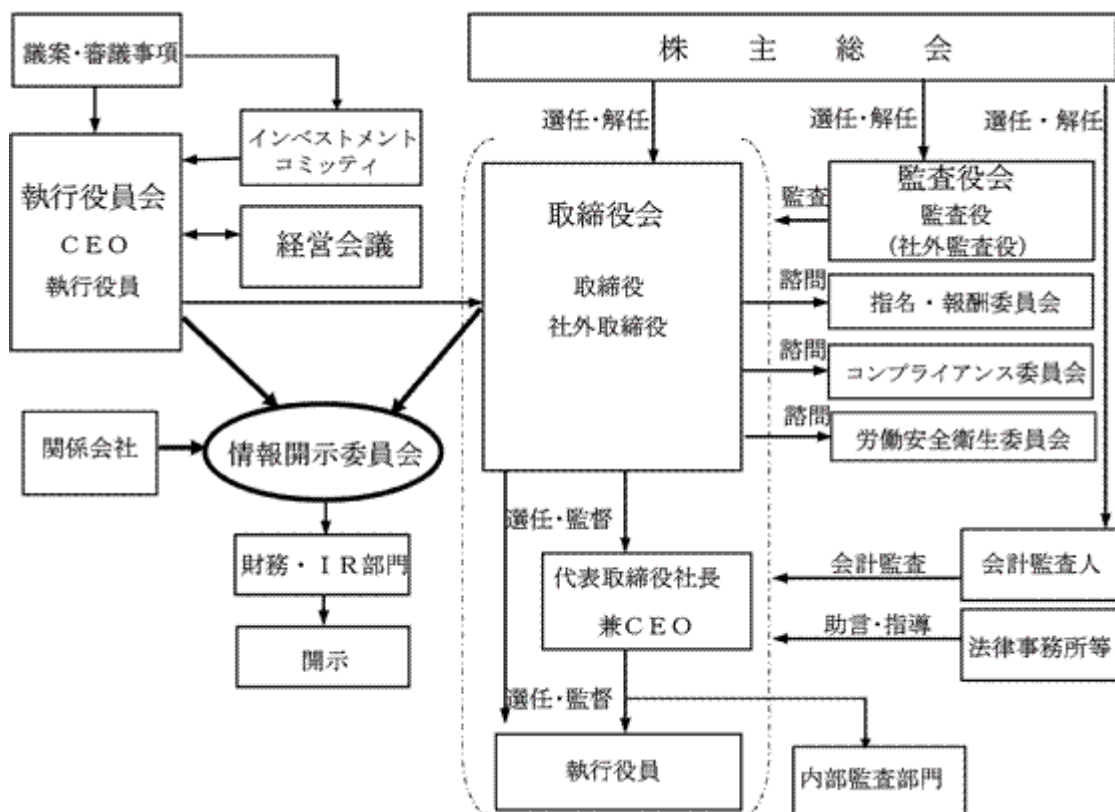 議案・審議事項
株主総会
選任・解任
選任・解任
選任・解任
インベストメント
コミッティ
執行役員会
CEO
執行役員
経営会議
取締役会
取締役
社外取締役
監査役会
監査役
(社外監査役)
監査
諮問
指名・報酬委員会
諮問
コンプライアンス委員会
諮問
労働安全衛生委員会
関係会社
情報開示委員会
財務・IR部門
開示
選任・監督
代表取締役社長
兼CEO
選任・監督
執行役員
内部監査部門
会計監査
会計監査人
助言・指導
法律事務所等